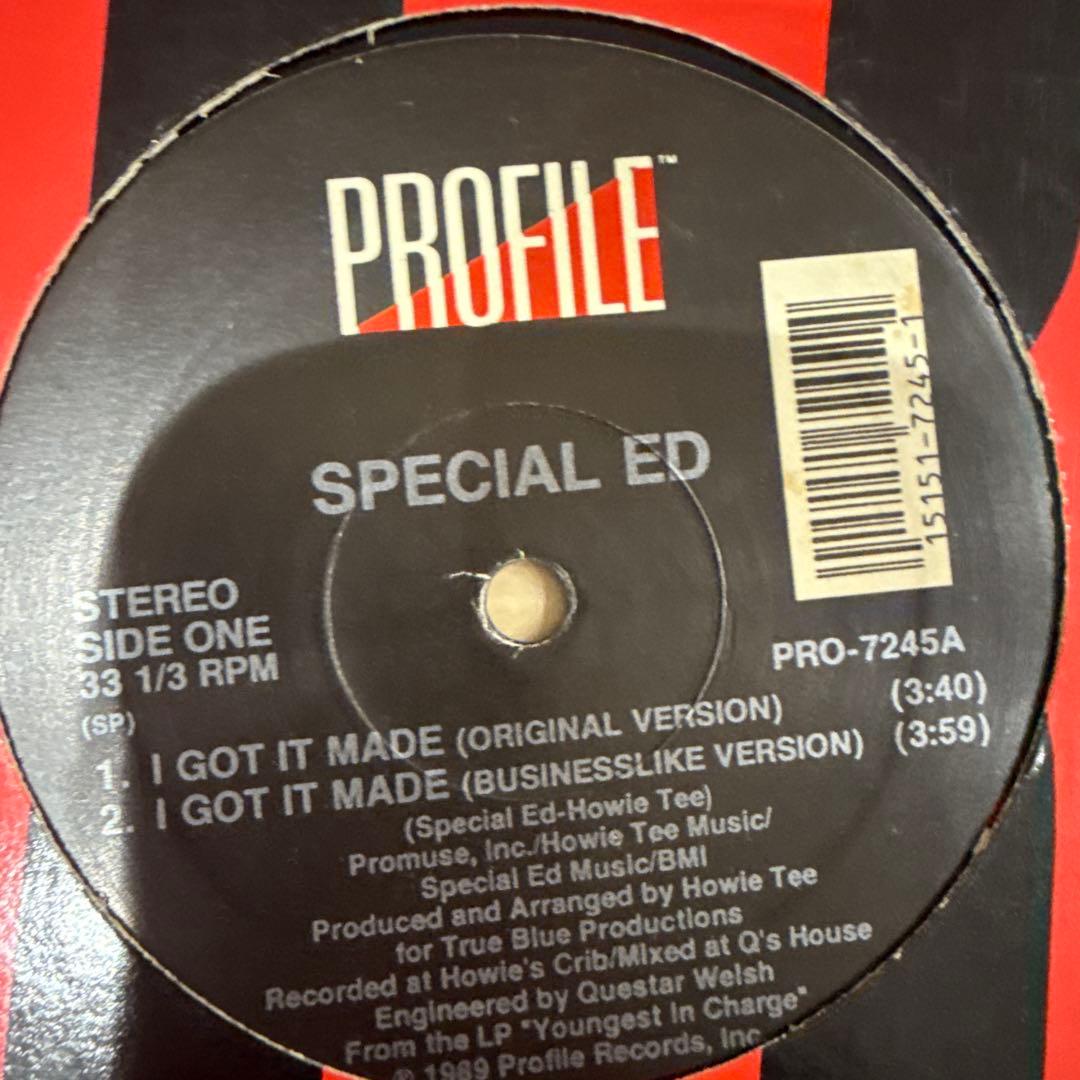 PROFILE™
SPECIAL ED
15151-7245-1
STEREO
SIDE ONE
33 1/3 RPM
(SP)
PRO-7245A
1. I GOT IT MADE (ORIGINAL VERSION) (3:40)
2. I GOT IT MADE (BUSINESSLIKE VERSION) (3:59)
(Special Ed-Howie Tee)
Promuse, Inc./Howie Tee Music/
Special Ed Music/BMI
Produced and Arranged by Howie Tee
for True Blue Productions
Recorded at Howie's Crib/Mixed at Q's House
Engineered by Questar Welsh
From the LP "Youngest In Charge"
℗ 1989 Profile Records, Inc.